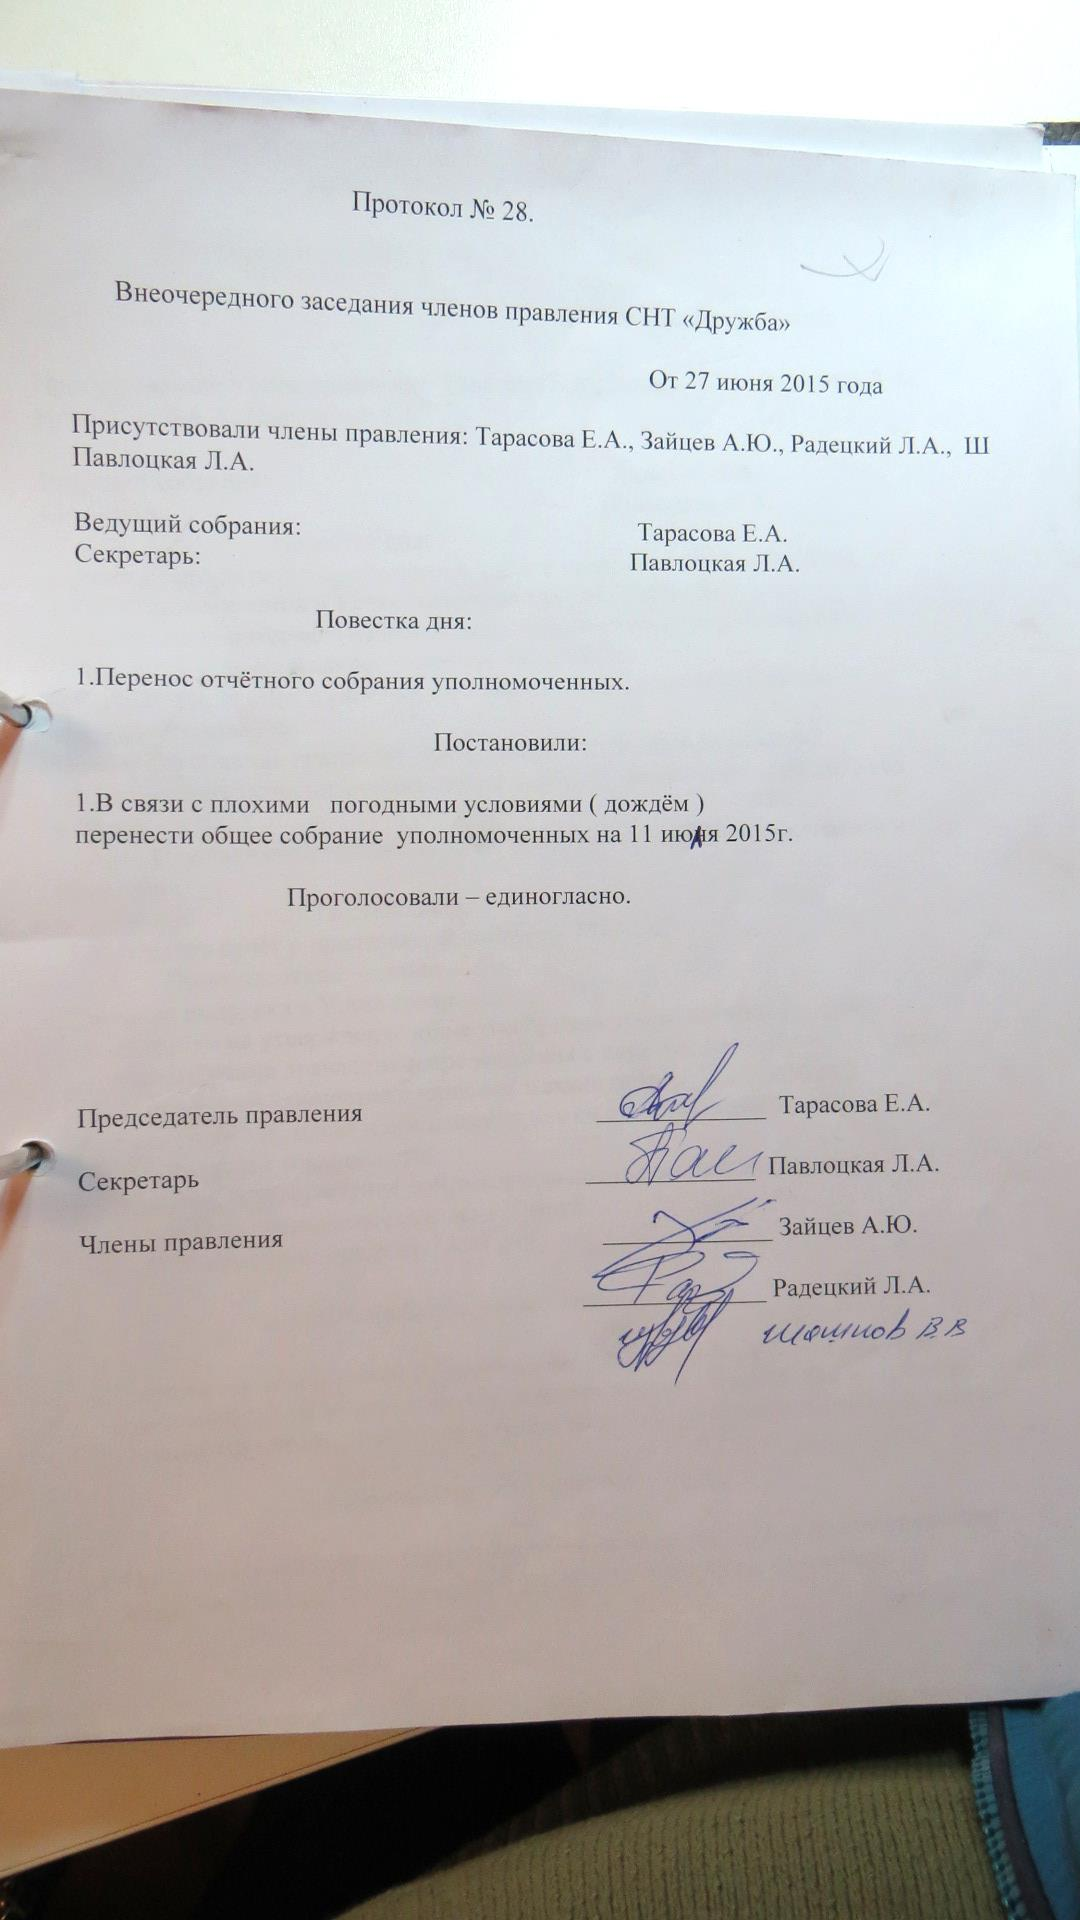 Протокол № 28.
Внеочередного заседания членов правления СНТ «Дружба»
От 27 июня 2015 года
Присутствовали члены правления: Тарасова Е.А., Зайцев А.Ю., Радецкий Л.А., Ш
Павлоцкая Л.А.
Ведущий собрания: Тарасова Е.А.
Секретарь: Павлоцкая Л.А.
Повестка дня:
1.Перенос отчётного собрания уполномоченных.
Постановили:
1.В связи с плохими погодными условиями ( дождём )
перенести общее собрание уполномоченных на 11 июля 2015г.
Проголосовали – единогласно.
Председатель правления Тарасова Е.А.
Секретарь Павлоцкая Л.А.
Члены правления Зайцев А.Ю.
Радецкий Л.А.
В.В